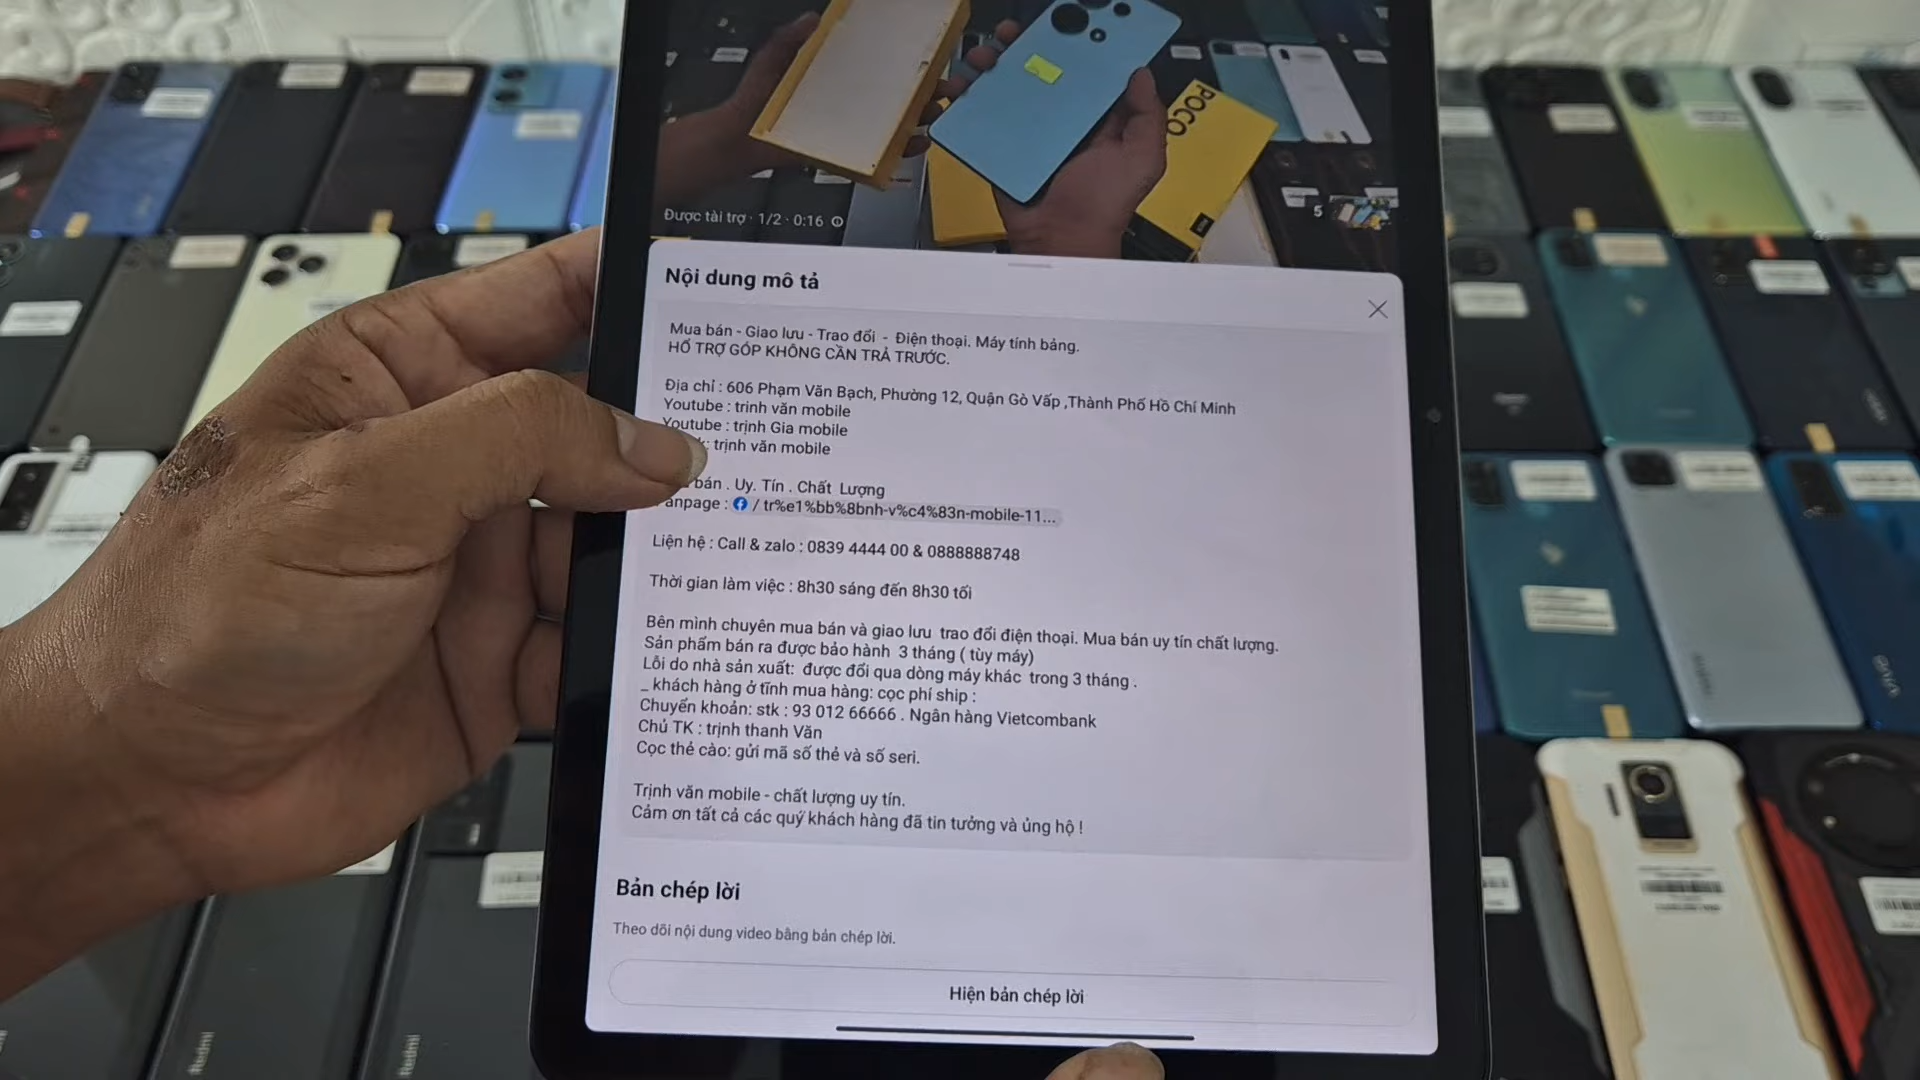 POCO
Được tài trợ · 1/2 · 0:16
5
Nội dung mô tả
Mua bán - Giao lưu - Trao đổi - Điện thoại. Máy tính bảng.
HỔ TRỢ GÓP KHÔNG CẦN TRẢ TRƯỚC.
Địa chỉ : 606 Phạm Văn Bạch, Phường 12, Quận Gò Vấp ,Thành Phố Hồ Chí Minh
Youtube : trinh văn mobile
Youtube : trịnh Gia mobile
: trịnh văn mobile
bán . Uy. Tín . Chất Lượng
anpage : / tr%e1%bb%8bnh-v%c4%83n-mobile-11...
Liện hệ : Call & zalo : 0839 4444 00 & 0888888748
Thời gian làm việc : 8h30 sáng đến 8h30 tối
Bên mình chuyên mua bán và giao lưu trao đổi điện thoại. Mua bán uy tín chất lượng.
Sản phẩm bán ra được bảo hành 3 tháng ( tùy máy)
Lỗi do nhà sản xuất: được đổi qua dòng máy khác trong 3 tháng .
_ khách hàng ở tĩnh mua hàng: cọc phí ship :
Chuyển khoản: stk : 93 012 66666 . Ngân hàng Vietcombank
Chủ TK : trịnh thanh Văn
Cọc thẻ cào: gửi mã số thẻ và số seri.
Trịnh văn mobile - chất lượng uy tín.
Cảm ơn tất cả các quý khách hàng đã tin tưởng và ủng hộ !
Bản chép lời
Theo dõi nội dung video bằng bản chép lời.
Hiện bản chép lời
Redmi
Redmi
vivo